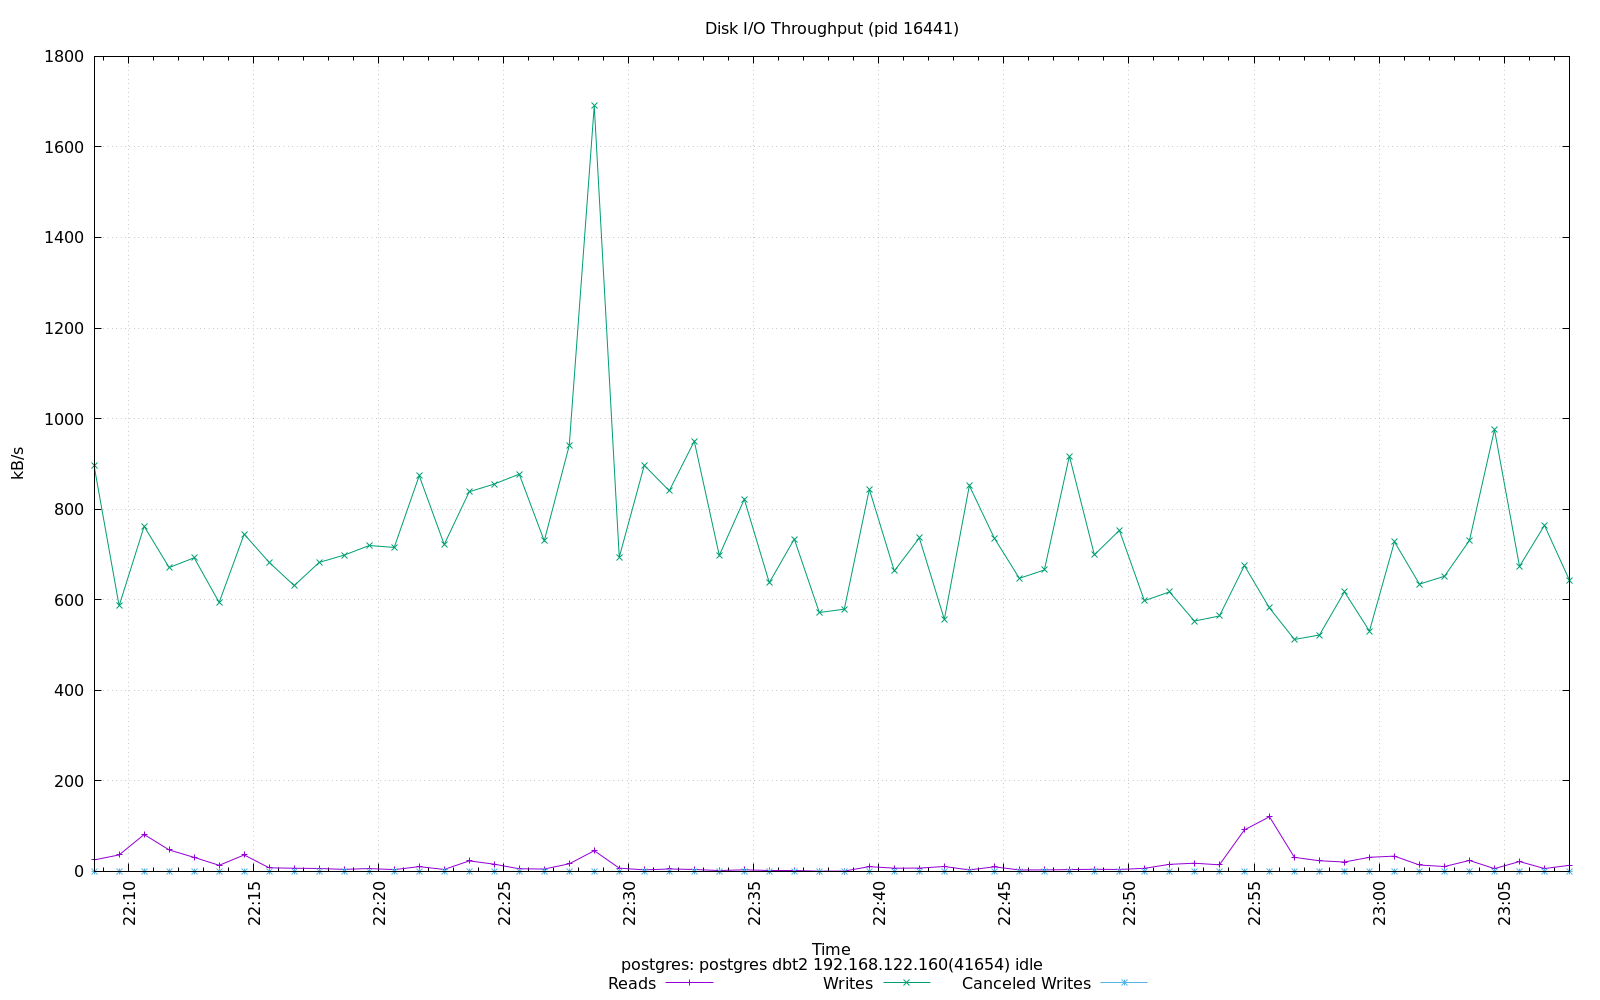 Disk I/O Throughput (pid 16441)
1800
1600
1400
1200
1000
800
600
400
200
0
kB/s
22:10 22:15 22:20 22:25 22:30 22:35 22:40 22:45 22:50 22:55 23:00 23:05
Time
postgres: postgres dbt2 192.168.122.160(41654) idle
Reads Writes Canceled Writes